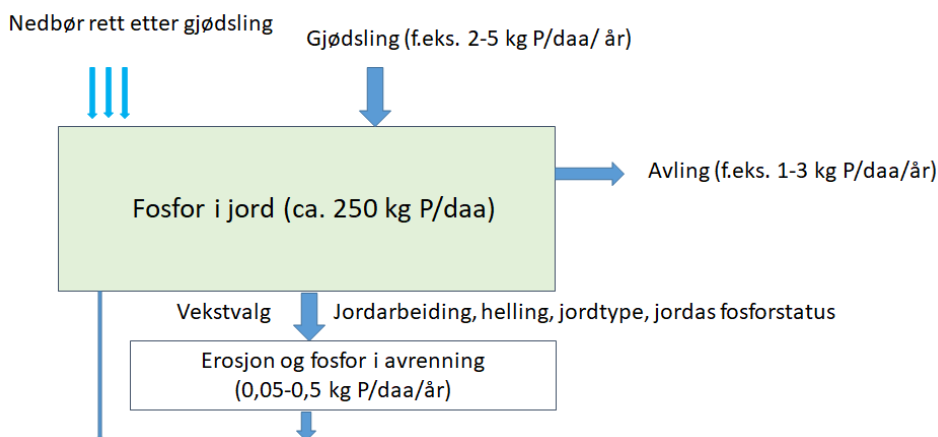 Nedbør rett etter gjødsling
Gjødsling (f.eks. 2-5 kg P/daa/ år)
Fosfor i jord (ca. 250 kg P/daa)
Avling (f.eks. 1-3 kg P/daa/år)
Vekstvalg
Jordarbeiding, helling, jordtype, jordas fosforstatus
Erosjon og fosfor i avrenning
(0,05-0,5 kg P/daa/år)